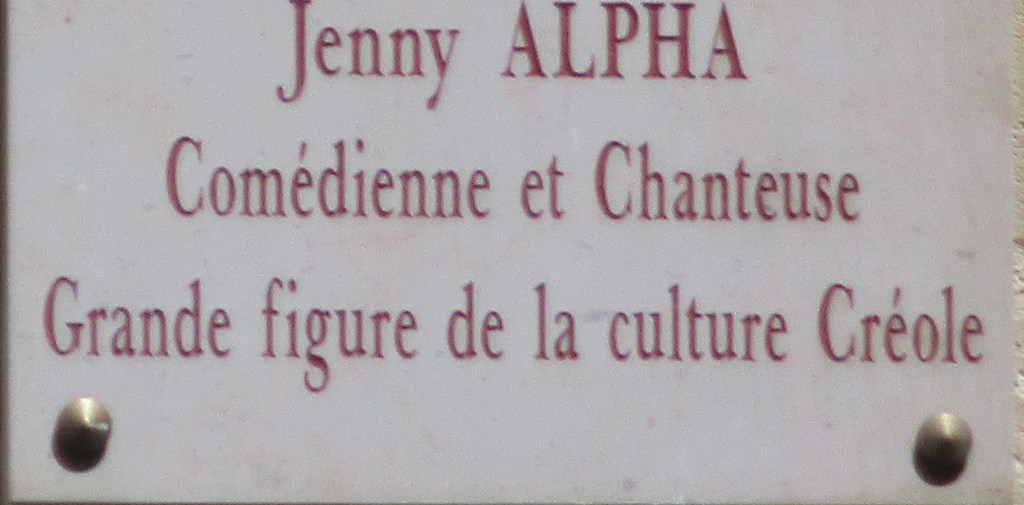 Jenny ALPHA
Comédienne et Chanteuse
Grande figure de la culture Créole